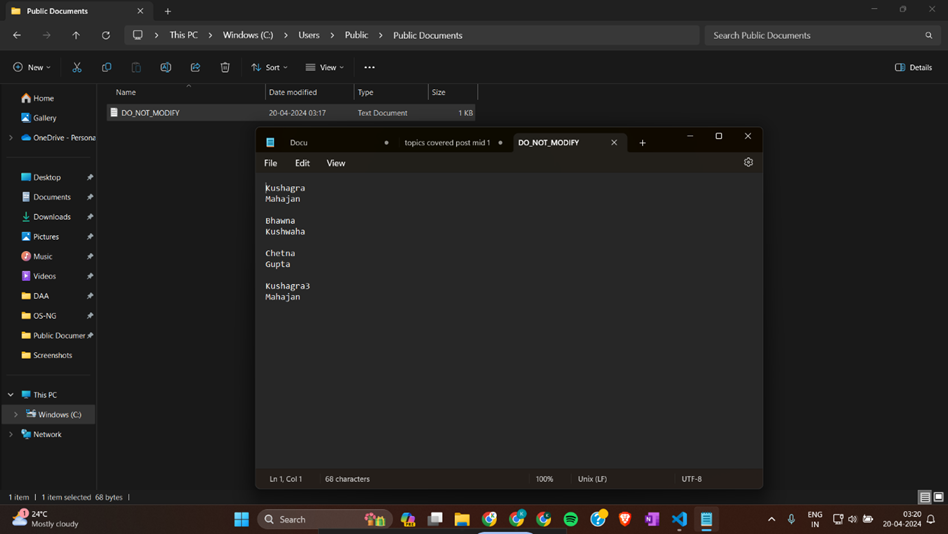 Public Documents
This PC > Windows (C:) > Users > Public > Public Documents
Search Public Documents
New
Sort
View
Details
Name Date modified Type Size
DO_NOT_MODIFY 20-04-2024 03:17 Text Document 1 KB
Home
Gallery
OneDrive - Persona
Desktop
Documents
Downloads
Pictures
Music
Videos
DAA
OS-NG
Public Documer
Screenshots
This PC
Windows (C:)
Network
Docu
topics covered post mid 1
DO_NOT_MODIFY
File Edit View
Kushagra
Mahajan
Bhawna
Kushwaha
Chetna
Gupta
Kushagra3
Mahajan
Ln 1, Col 1 68 characters 100% Unix (LF) UTF-8
1 item 1 item selected 68 bytes
1
24°C
Mostly cloudy
Search
ENG
IN
03:20
20-04-2024